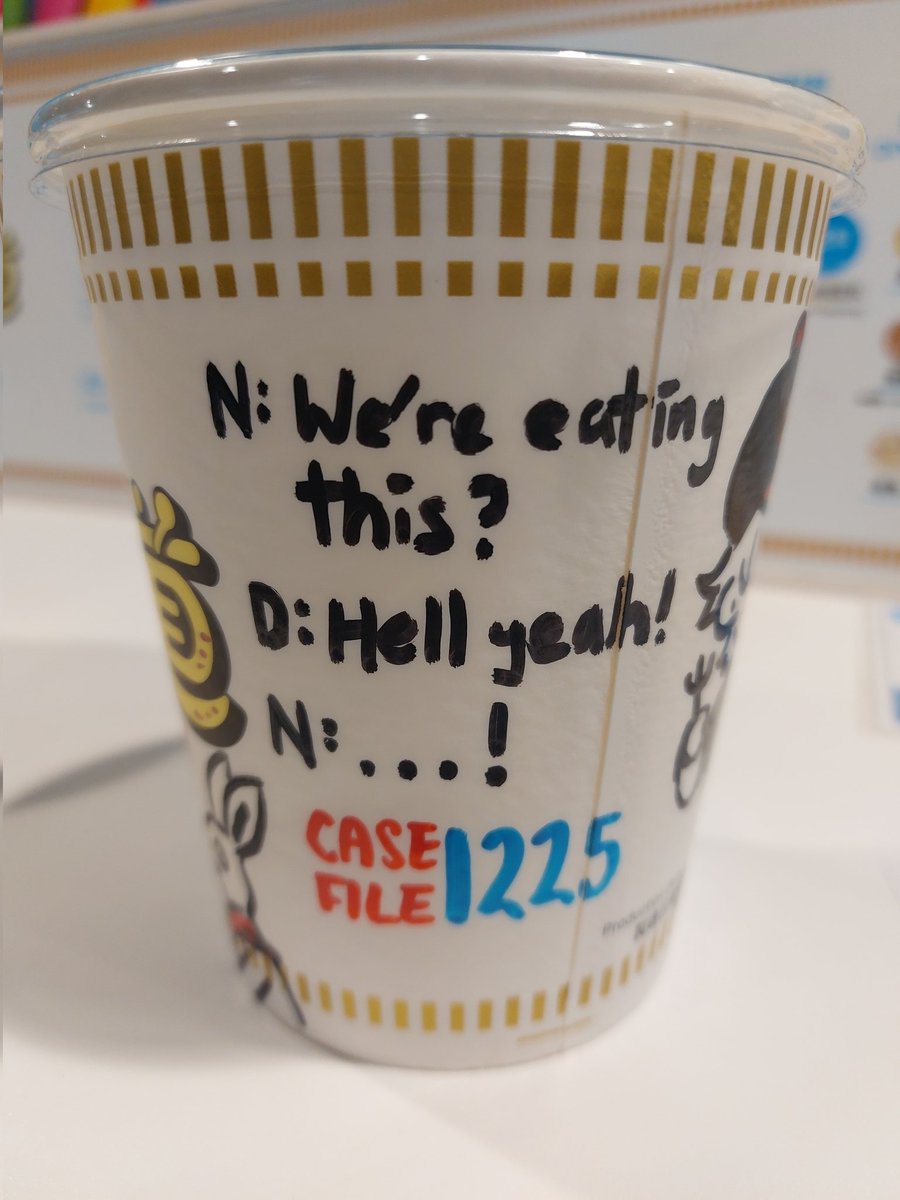 N: We're eating
this?
D: Hell yeah!
N: ...!
CASE
FILE 1225